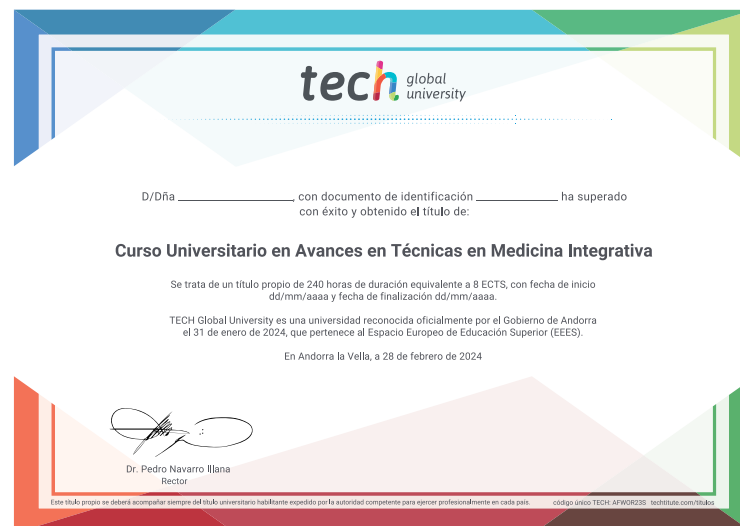 tech global
university
D/Dña ______________, con documento de identificación __________ ha superado
con éxito y obtenido el título de:
Curso Universitario en Avances en Técnicas en Medicina Integrativa
Se trata de un título propio de 240 horas de duración equivalente a 8 ECTS, con fecha de inicio
dd/mm/aaaa y fecha de finalización dd/mm/aaaa.
TECH Global University es una universidad reconocida oficialmente por el Gobierno de Andorra
el 31 de enero de 2024, que pertenece al Espacio Europeo de Educación Superior (EEES).
En Andorra la Vella, a 28 de febrero de 2024
Dr. Pedro Navarro Illana
Rector
Este título propio se deberá acompañar siempre del título universitario habilitante expedido por la autoridad competente para ejercer profesionalmente en cada país. código único TECH: AFWOR23S techtitute.com/titulos